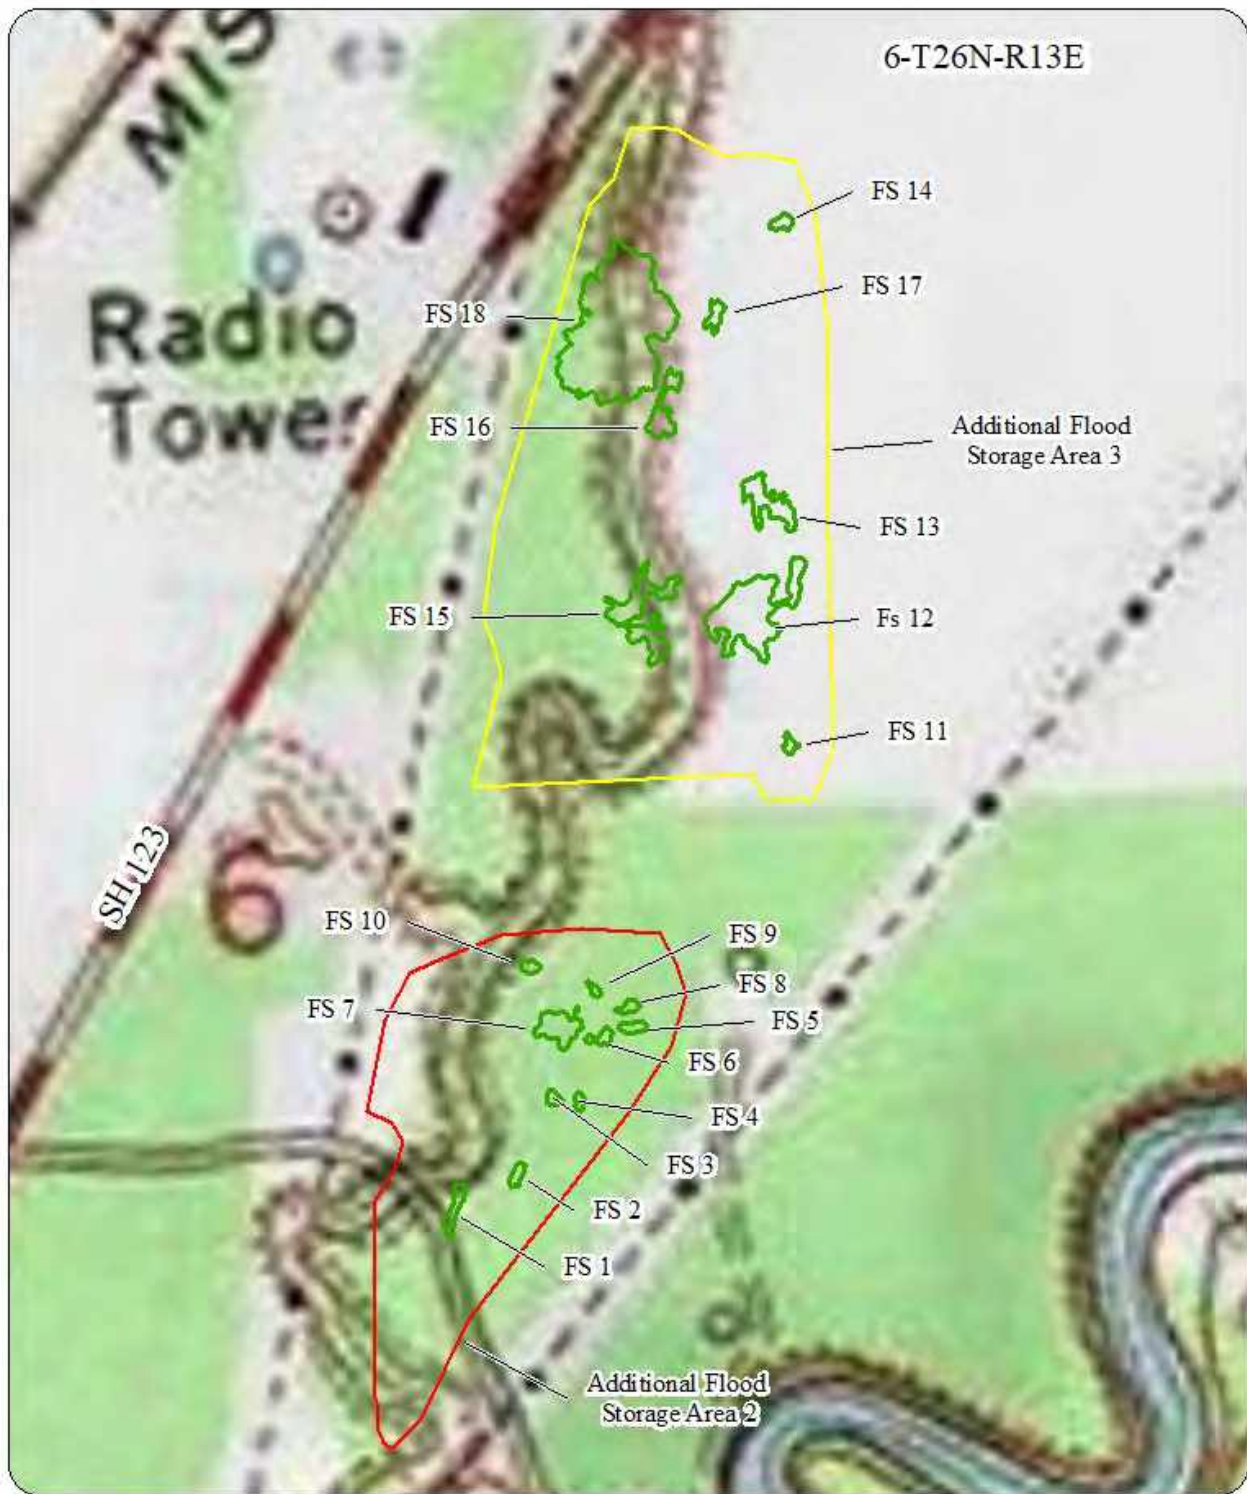 6-T26N-R13E
MIS
FS 14
FS 17
Radio
Tower
FS 18
FS 16
Additional Flood
Storage Area 3
FS 13
FS 15
Fs 12
FS 11
SH 123
6
FS 10
FS 9
FS 8
FS 7
FS 5
FS 6
FS 4
FS 3
FS 2
FS 1
Additional Flood
Storage Area 2